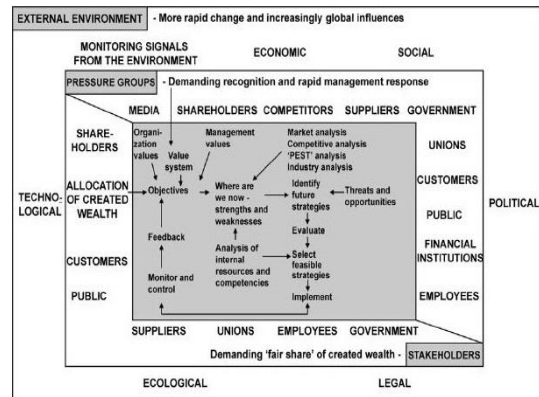 EXTERNAL ENVIRONMENT - More rapid change and increasingly global influences
MONITORING SIGNALS
FROM THE ENVIRONMENT
ECONOMIC
SOCIAL
PRESSURE GROUPS - Demanding recognition and rapid management response
MEDIA
SHAREHOLDERS
COMPETITORS
SUPPLIERS
GOVERNMENT
SHARE-
HOLDERS
Organi-
zation
values
Value
system
Management
values
Market analysis
Competitive analysis
'PEST' analysis
Industry analysis
UNIONS
TECHNO-
LOGICAL
ALLOCATION
OF CREATED
WEALTH
Objectives
Where are
we now -
strengths and
weaknesses
Identify
future
strategies
Threats and
opportunities
CUSTOMERS
PUBLIC
POLITICAL
Feedback
Evaluate
CUSTOMERS
Analysis of
internal
resources and
competencies
Select
feasible
strategies
FINANCIAL
INSTITUTIONS
PUBLIC
Monitor and
control
Implement
EMPLOYEES
SUPPLIERS
UNIONS
EMPLOYEES
GOVERNMENT
Demanding 'fair share' of created wealth - STAKEHOLDERS
ECOLOGICAL
LEGAL